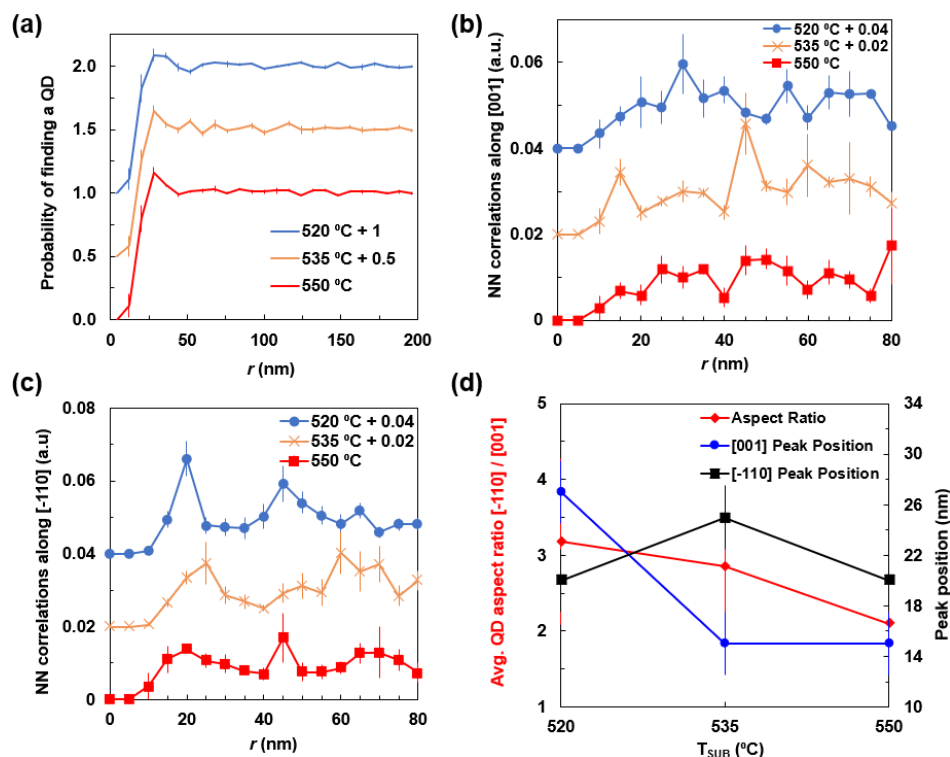 (a)
Probability of finding a QD
2.0
1.5
1.0
0.5
0.0
520 ºC + 1
535 ºC + 0.5
550 ºC
0 50 100 150 200
r (nm)
(b)
NN correlations along [001] (a.u.)
0.06
0.04
0.02
0
520 ºC + 0.04
535 ºC + 0.02
550 ºC
0 20 40 60 80
r (nm)
(c)
NN correlations along [-110] (a.u)
0.08
0.06
0.04
0.02
0
520 ºC + 0.04
535 ºC + 0.02
550 ºC
0 20 40 60 80
r (nm)
(d)
Avg. QD aspect ratio [-110] / [001]
5
4
3
2
1
Aspect Ratio
[001] Peak Position
[-110] Peak Position
34
30
26
22
18
14
10
Peak position (nm)
520 535 550
TSUB (ºC)